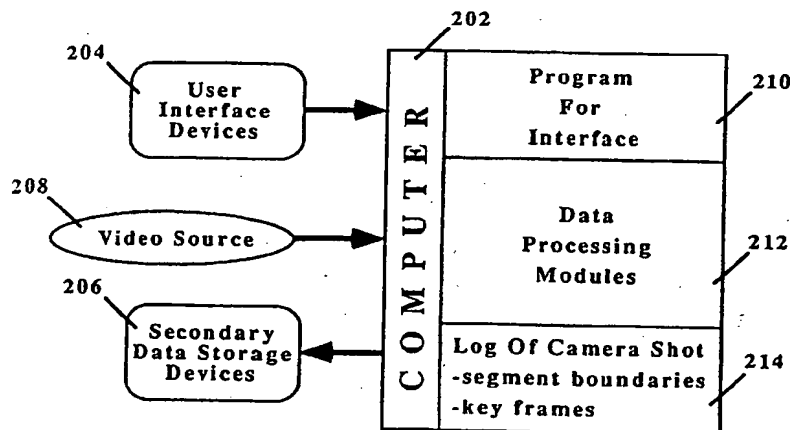 202
204
User
Interface
Devices
COMPUTER
Program
For
Interface
210
208
Video Source
Data
Processing
Modules
212
206
Secondary
Data Storage
Devices
Log Of Camera Shot
-segment boundaries
-key frames
214